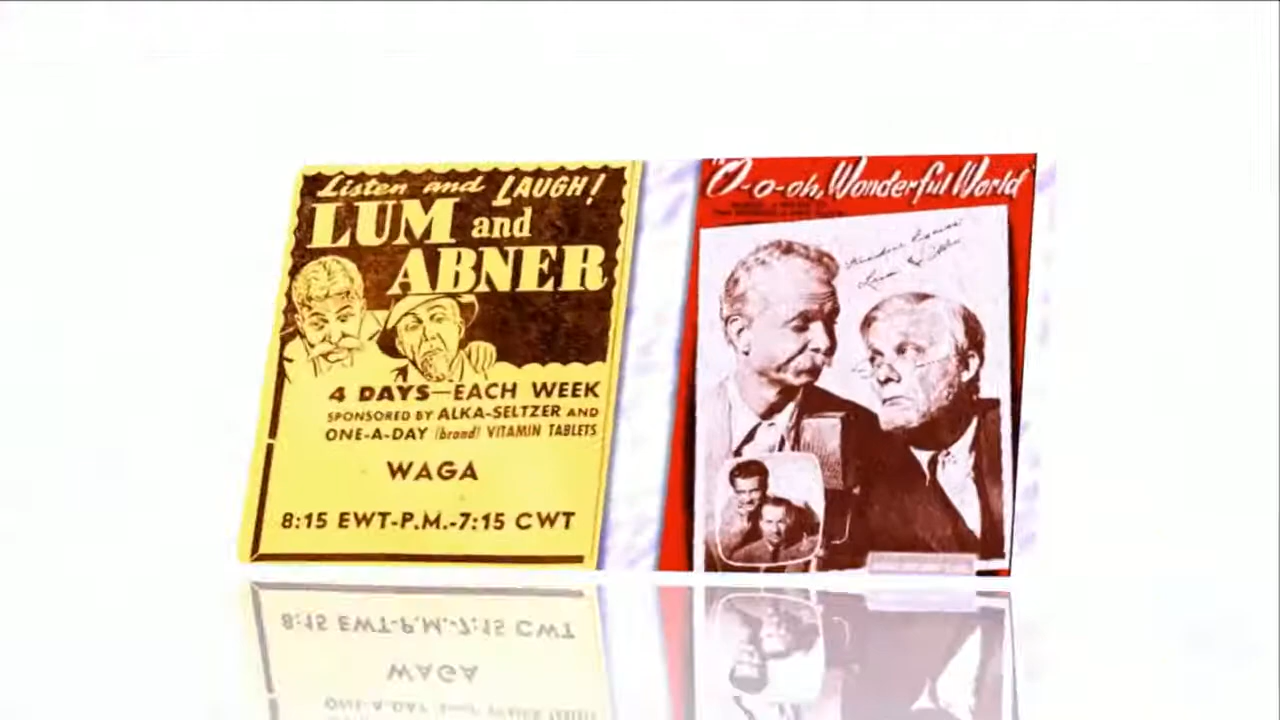 Listen and LAUGH!
LUM and
ABNER
4 DAYS—EACH WEEK
SPONSORED BY ALKA-SELTZER AND
ONE-A-DAY (brand) VITAMIN TABLETS
WAGA
8:15 EWT-P.M.-7:15 CWT
"O-o-oh, Wonderful World